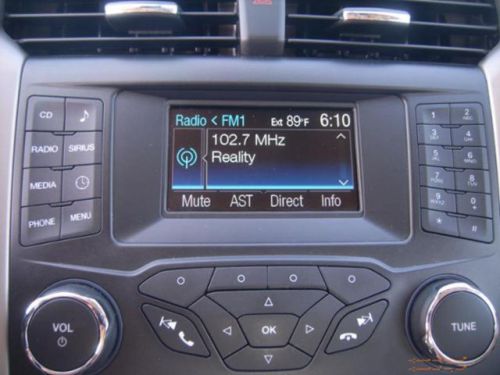 Radio < FM1 Ext 89°F 6:10
102.7 MHz
Reality
Mute AST Direct Info
CD
RADIO SIRIUS
MEDIA
PHONE MENU
1 2 ABC
3 DEF 4 GHI
5 JKL 6 MNO
7 PQRS 8 TUV
9 WXYZ 0 +
* #
VOL
OK
TUNE